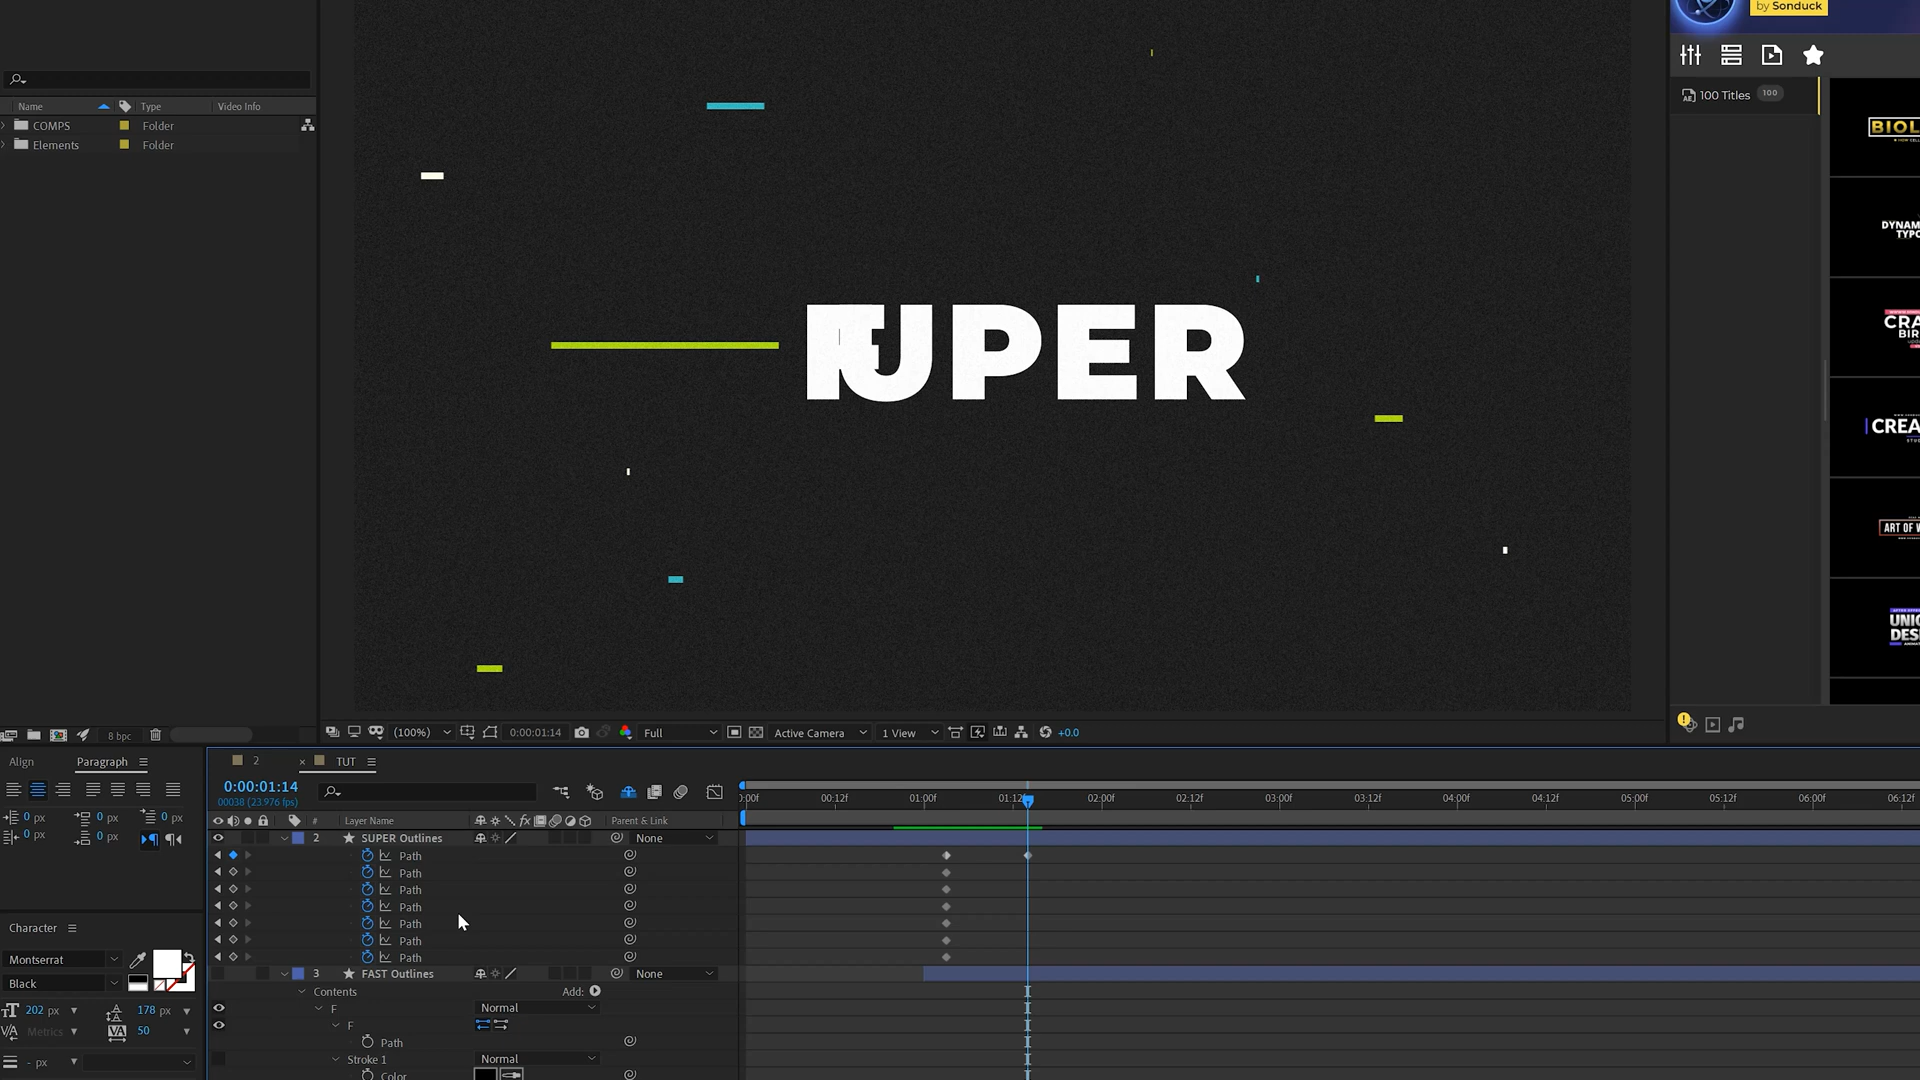 by Sonduck
Name Type Video Info
COMPS Folder
Elements Folder
100 Titles 100
BIOL
DYNAM
TYPO
CRA
BIR
CREA
ART OF W
UNIQ
DESI
FUPER
8 bpc
(100%) 0:00:01:14 Full Active Camera 1 View +0.0
Align Paragraph
2 × TUT
0:00:01:14
00038 (23.976 fps)
:00f 00:12f 01:00f 01:12f 02:00f 02:12f 03:00f 03:12f 04:00f 04:12f 05:00f 05:12f 06:00f 06:12f
0 px 0 px 0 px
0 px 0 px
# Layer Name fx Parent & Link
2 SUPER Outlines None
Path
Path
Path
Path
Path
Path
Path
3 FAST Outlines None
Contents Add:
F Normal
F
Path
Stroke 1 Normal
Color
Character
Montserrat
Black
202 px 178 px
Metrics 50
- px